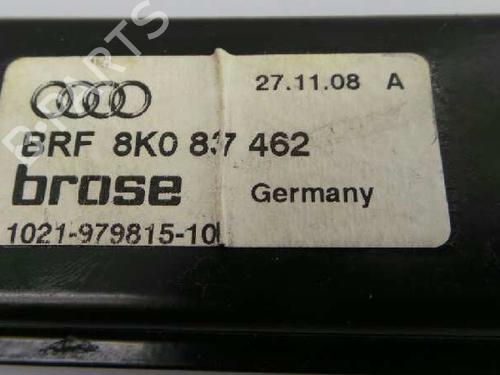 27.11.08 A
BRF 8K0 837 462
brose
Germany
1021-979815-10